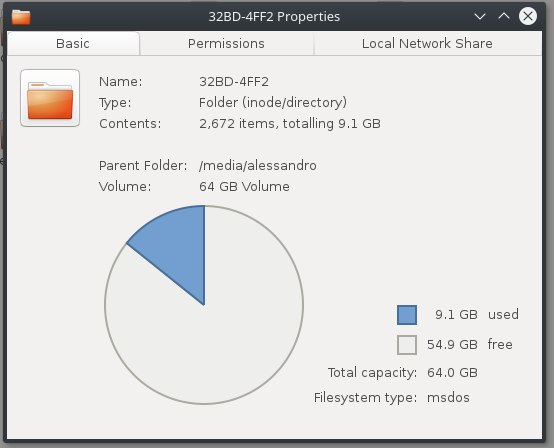 32BD-4FF2 Properties
Basic Permissions Local Network Share
Name: 32BD-4FF2
Type: Folder (inode/directory)
Contents: 2,672 items, totalling 9.1 GB
Parent Folder: /media/alessandro
Volume: 64 GB Volume
9.1 GB used
54.9 GB free
Total capacity: 64.0 GB
Filesystem type: msdos